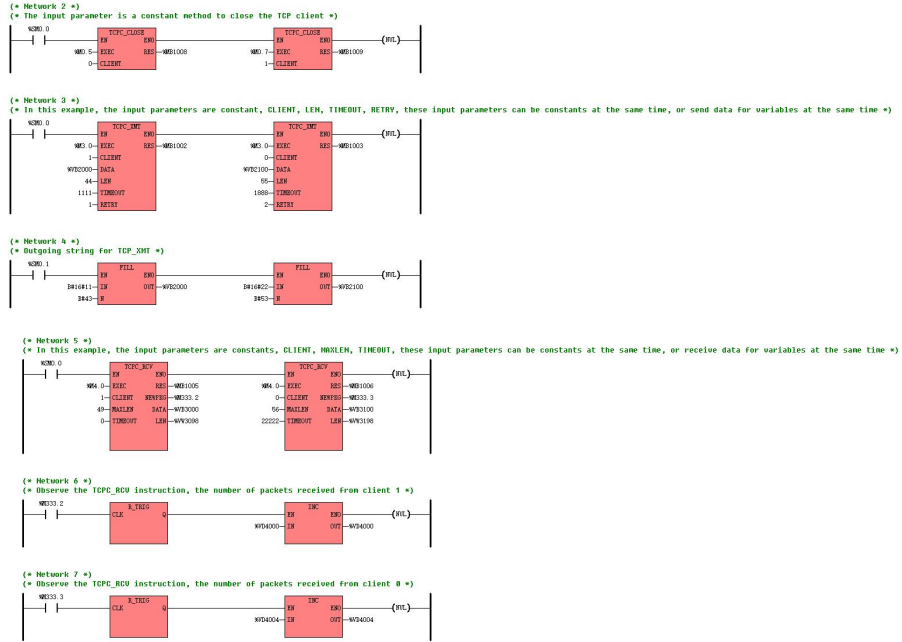 (* Network 2 *)
(* The input parameter is a constant method to close the TCP client *)
%SM0.0
TCPC_CLOSE TCPC_CLOSE
EN ENO EN ENO (NUL)
%M0.5 EXEC RES %MB1008 %M0.7 EXEC RES %MB1009
0 CLIENT 1 CLIENT
(* Network 3 *)
(* In this example, the input parameters are constant, CLIENT, LEN, TIMEOUT, RETRY, these input parameters can be constants at the same time, or send data for variables at the same time *)
%SM0.0
TCPC_XMT TCPC_XMT
EN ENO EN ENO (NUL)
%M3.0 EXEC RES %MB1002 %M3.0 EXEC RES %MB1003
1 CLIENT 0 CLIENT
%VB2000 DATA %VB2100 DATA
44 LEN 55 LEN
1111 TIMEOUT 1888 TIMEOUT
1 RETRY 2 RETRY
(* Network 4 *)
(* Outgoing string for TCP_XMT *)
%SM0.1
FILL FILL
EN ENO EN ENO (NUL)
B#16#11 IN OUT %VB2000 B#16#22 IN OUT %VB2100
B#43 N B#53 N
(* Network 5 *)
(* In this example, the input parameters are constants, CLIENT, MAXLEN, TIMEOUT, these input parameters can be constants at the same time, or receive data for variables at the same time *)
%SM0.0
TCPC_RCV TCPC_RCV
EN ENO EN ENO (NUL)
%M4.0 EXEC RES %MB1005 %M4.0 EXEC RES %MB1006
1 CLIENT NEWPKG %M333.2 0 CLIENT NEWPKG %M333.3
49 MAXLEN DATA %VB3000 56 MAXLEN DATA %VB3100
0 TIMEOUT LEN %VW3098 22222 TIMEOUT LEN %VW3198
(* Network 6 *)
(* Observe the TCPC_RCV instruction, the number of packets received from client 1 *)
%M333.2
R_TRIG INC
CLK Q EN ENO (NUL)
%VD4000 IN OUT %VD4000
(* Network 7 *)
(* Observe the TCPC_RCV instruction, the number of packets received from client 0 *)
%M333.3
R_TRIG INC
CLK Q EN ENO (NUL)
%VD4004 IN OUT %VD4004